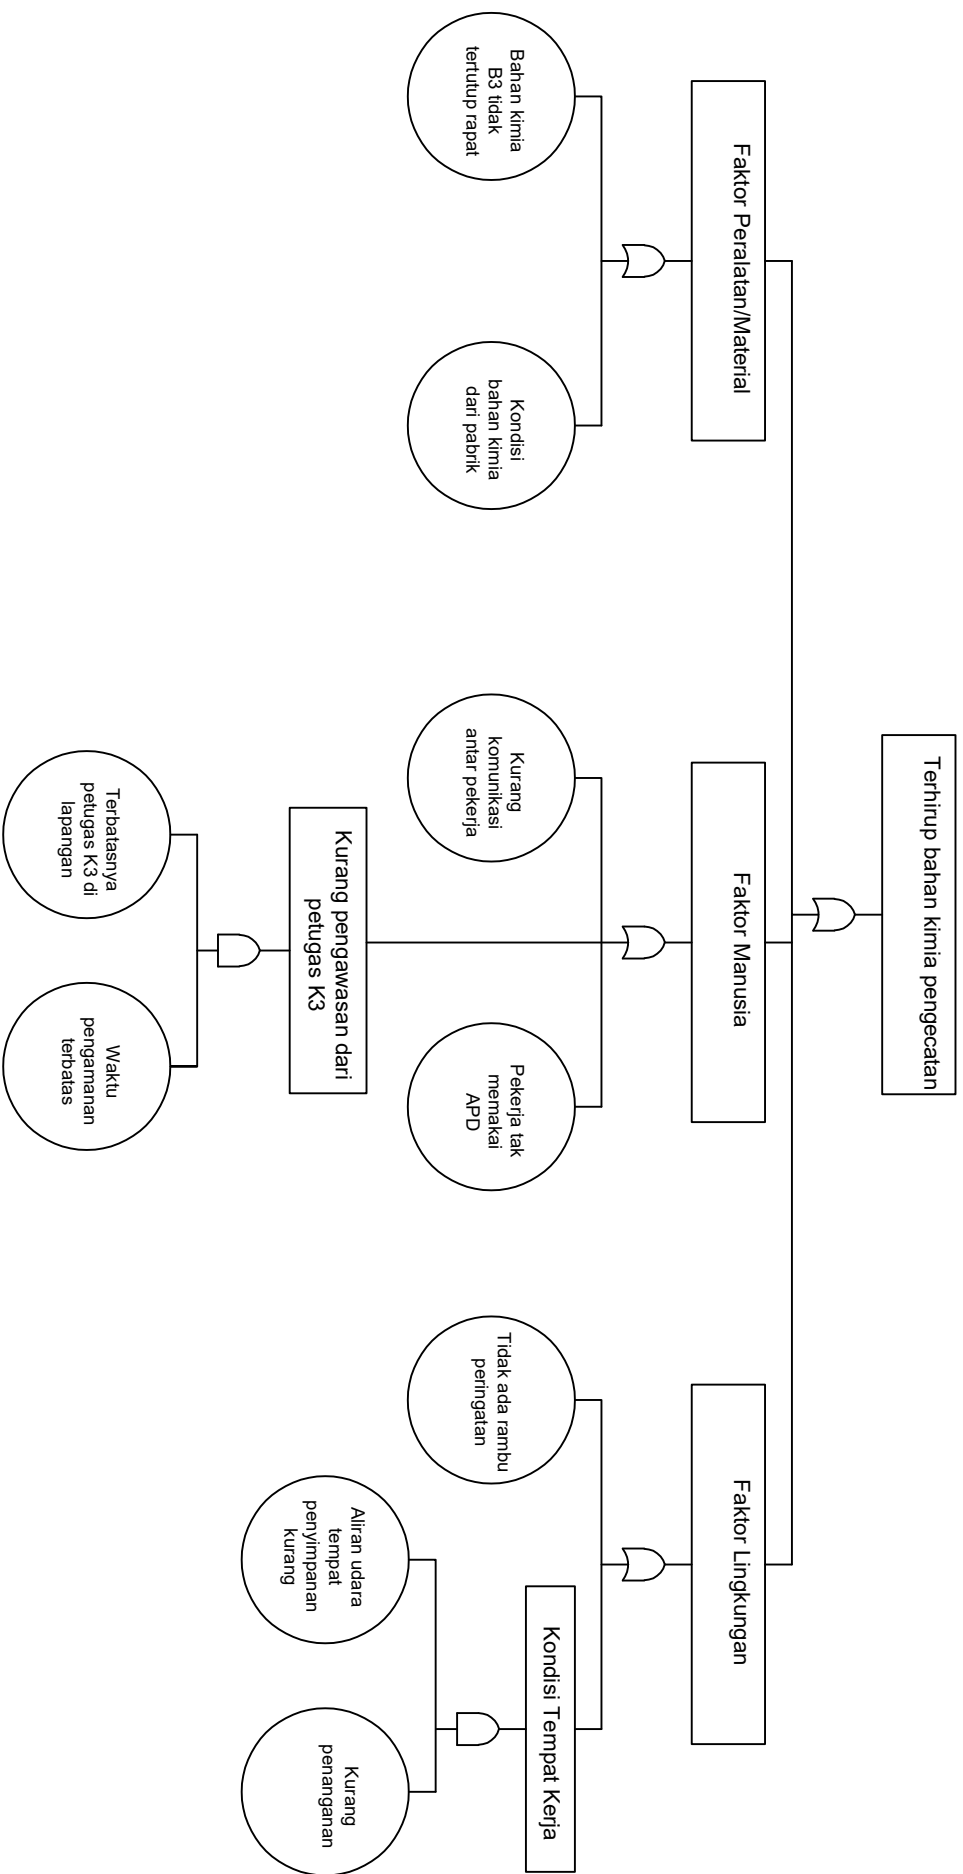 Terhirup bahan kimia pengecatan
Faktor Peralatan/Material
Faktor Manusia
Faktor Lingkungan
Bahan kimia
B3 tidak
tertutup rapat
Kondisi
bahan kimia
dari pabrik
Kurang
komunikasi
antar pekerja
Pekerja tak
memakai
APD
Tidak ada rambu
peringatan
Kondisi Tempat Kerja
Kurang pengawasan dari
petugas K3
Aliran udara
tempat
penyimpanan
kurang
Kurang
penanganan
Terbatasnya
petugas K3 di
lapangan
Waktu
pengamanan
terbatas